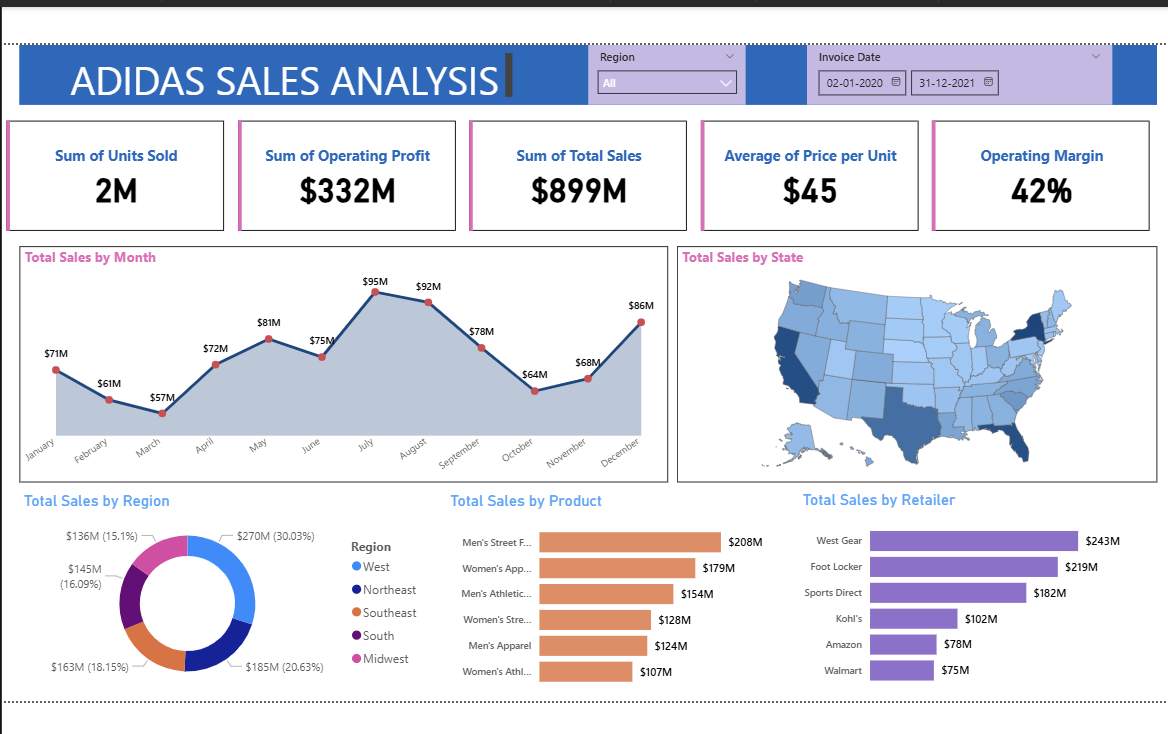 ADIDAS SALES ANALYSIS
Region
All
Invoice Date
02-01-2020
31-12-2021
Sum of Units Sold
2M
Sum of Operating Profit
$332M
Sum of Total Sales
$899M
Average of Price per Unit
$45
Operating Margin
42%
Total Sales by Month
$71M
$61M
$57M
$72M
$81M
$75M
$95M
$92M
$78M
$64M
$68M
$86M
January
February
March
April
May
June
July
August
September
October
November
December
Total Sales by State
Total Sales by Region
$136M (15.1%)
$270M (30.03%)
$145M
(16.09%)
$163M (18.15%)
$185M (20.63%)
Region
West
Northeast
Southeast
South
Midwest
Total Sales by Product
Men's Street F... $208M
Women's App... $179M
Men's Athletic... $154M
Women's Stre... $128M
Men's Apparel $124M
Women's Athl... $107M
Total Sales by Retailer
West Gear $243M
Foot Locker $219M
Sports Direct $182M
Kohl's $102M
Amazon $78M
Walmart $75M